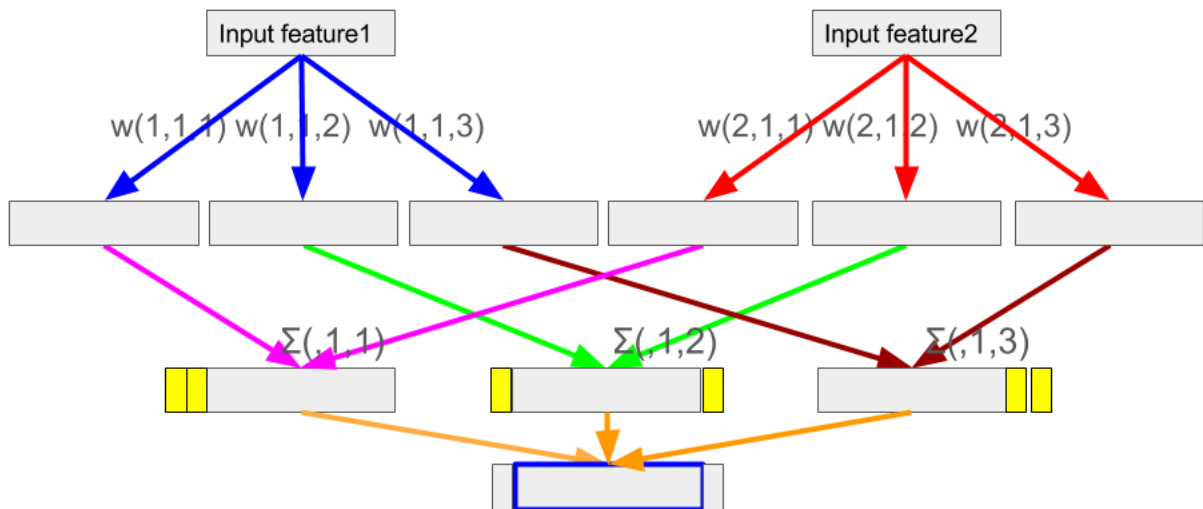 Input feature1
Input feature2
w(1,1,1) w(1,1,2) w(1,1,3)
w(2,1,1) w(2,1,2) w(2,1,3)
Σ(,1,1)
Σ(,1,2)
Σ(,1,3)